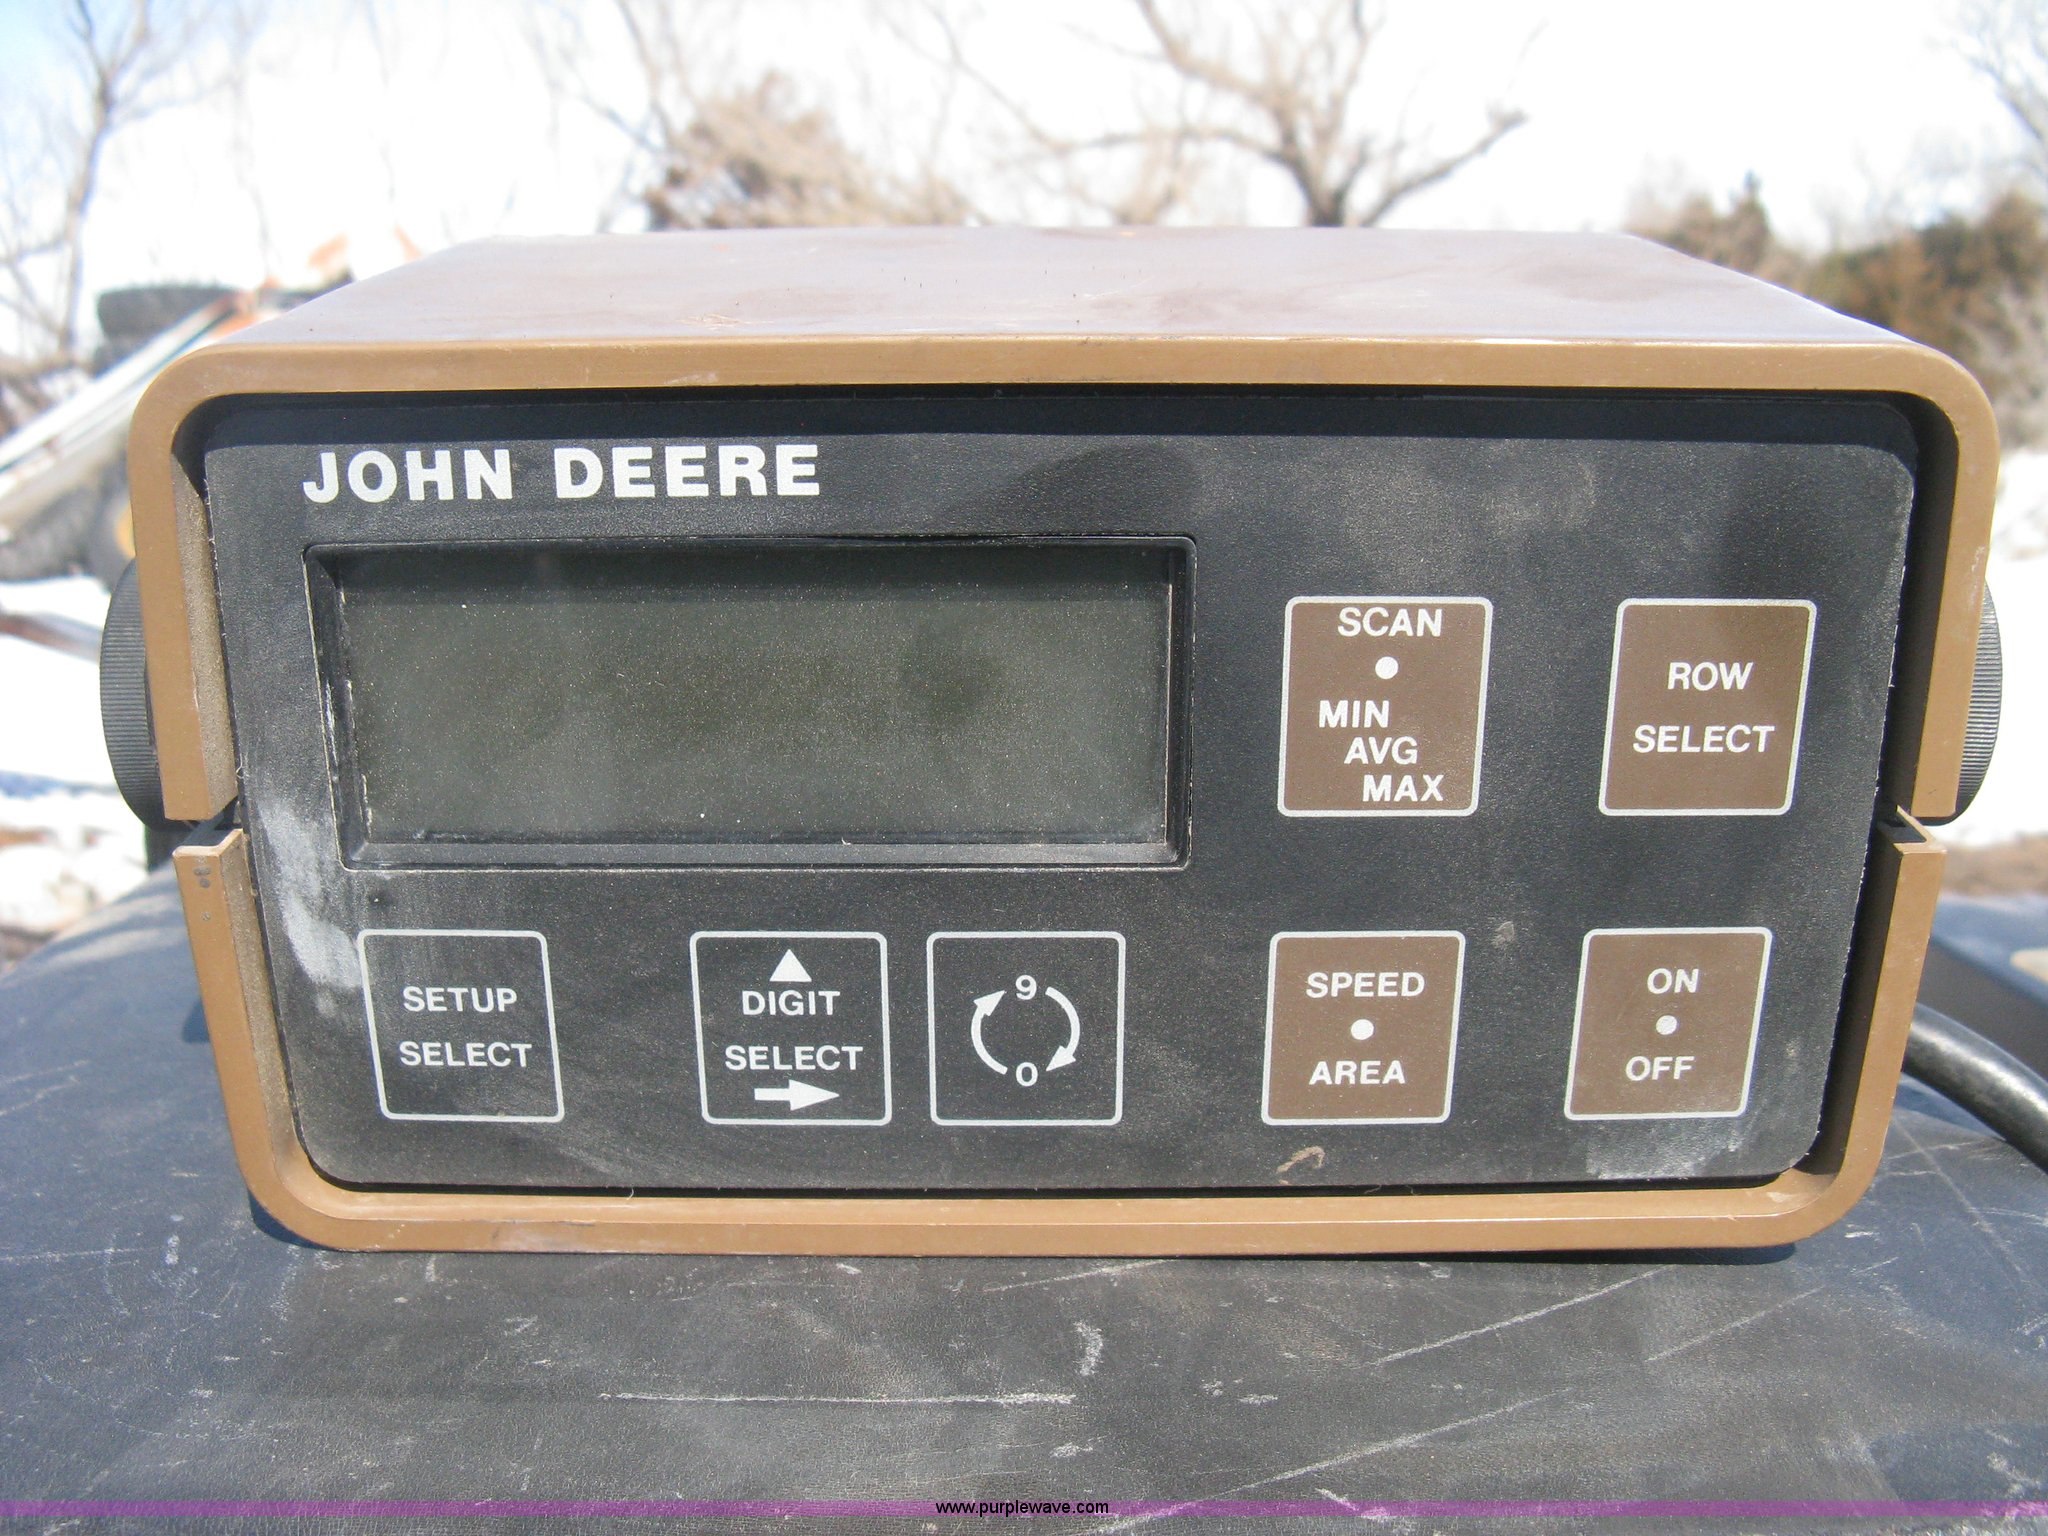 JOHN DEERE
SCAN
MIN
AVG
MAX
ROW
SELECT
SETUP
SELECT
DIGIT
SELECT
9
0
SPEED
AREA
ON
OFF
www.purplewave.com